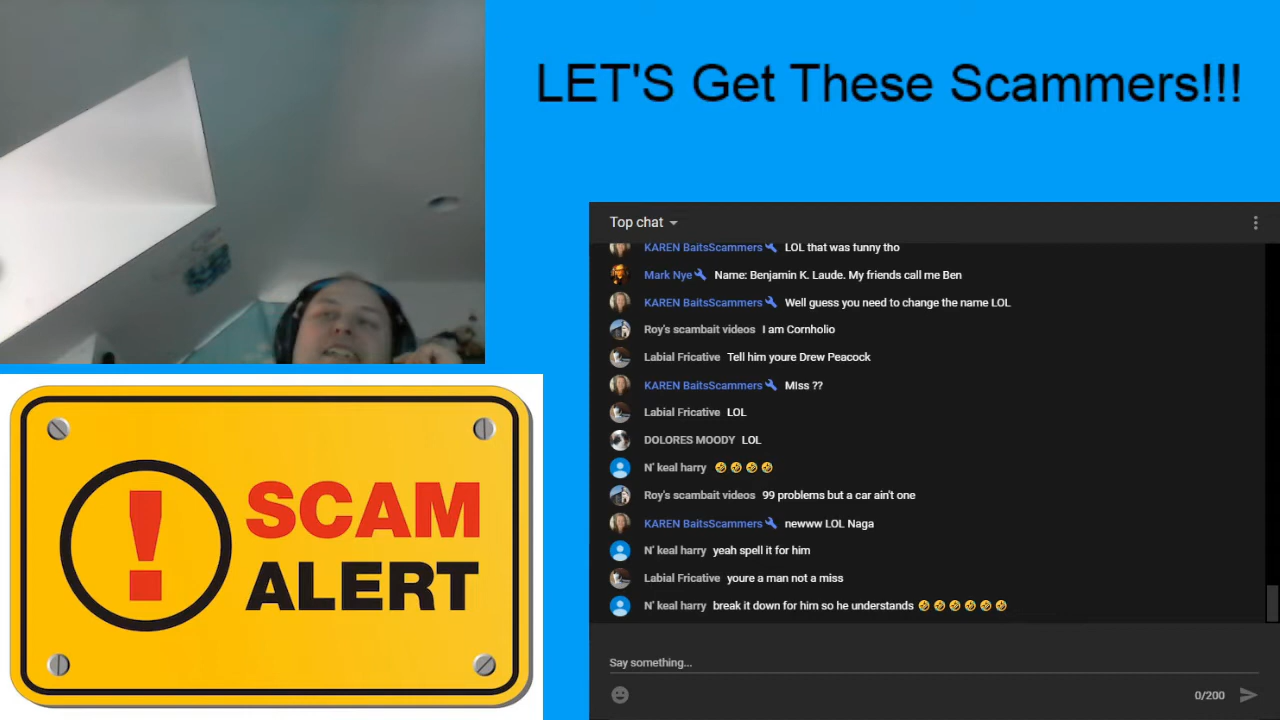 LET'S Get These Scammers!!!
Top chat
KAREN BaitsScammers LOL that was funny tho
Mark Nye Name: Benjamin K. Laude. My friends call me Ben
KAREN BaitsScammers Well guess you need to change the name LOL
Roy's scambait videos I am Cornholio
Labial Fricative Tell him youre Drew Peacock
KAREN BaitsScammers MIss ??
Labial Fricative LOL
DOLORES MOODY LOL
N' keal harry 🤣🤣🤣🤣
Roy's scambait videos 99 problems but a car ain't one
KAREN BaitsScammers newww LOL Naga
N' keal harry yeah spell it for him
Labial Fricative youre a man not a miss
N' keal harry break it down for him so he understands 🤣🤣🤣🤣🤣🤣
Say something...
0/200
! SCAM
ALERT